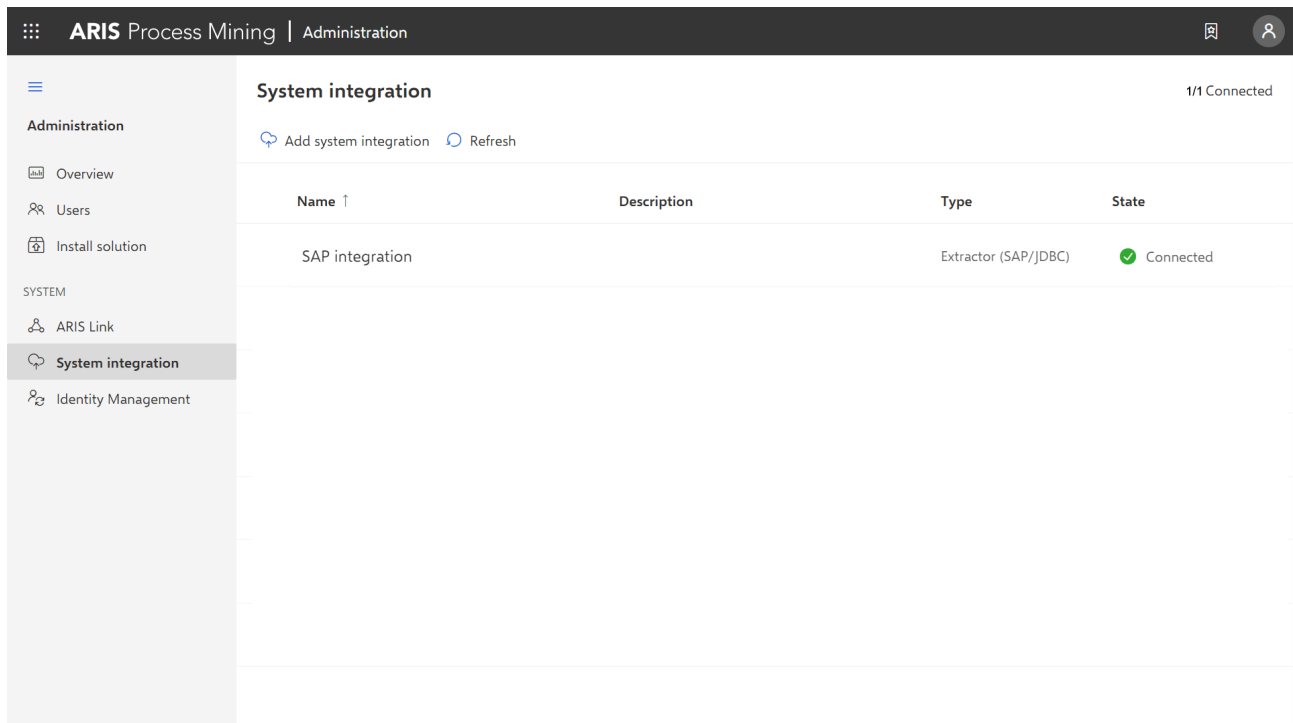 ARIS Process Mining | Administration
System integration
1/1 Connected
Administration
Add system integration
Refresh
Overview
Users
Install solution
SYSTEM
ARIS Link
System integration
Identity Management
Name ↑
Description
Type
State
SAP integration
Extractor (SAP/JDBC)
Connected